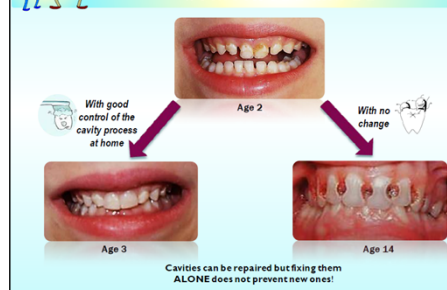 Age 2
With good
control of the
cavity process
at home
With no
change
Age 3
Age 14
Cavities can be repaired but fixing them
ALONE does not prevent new ones!